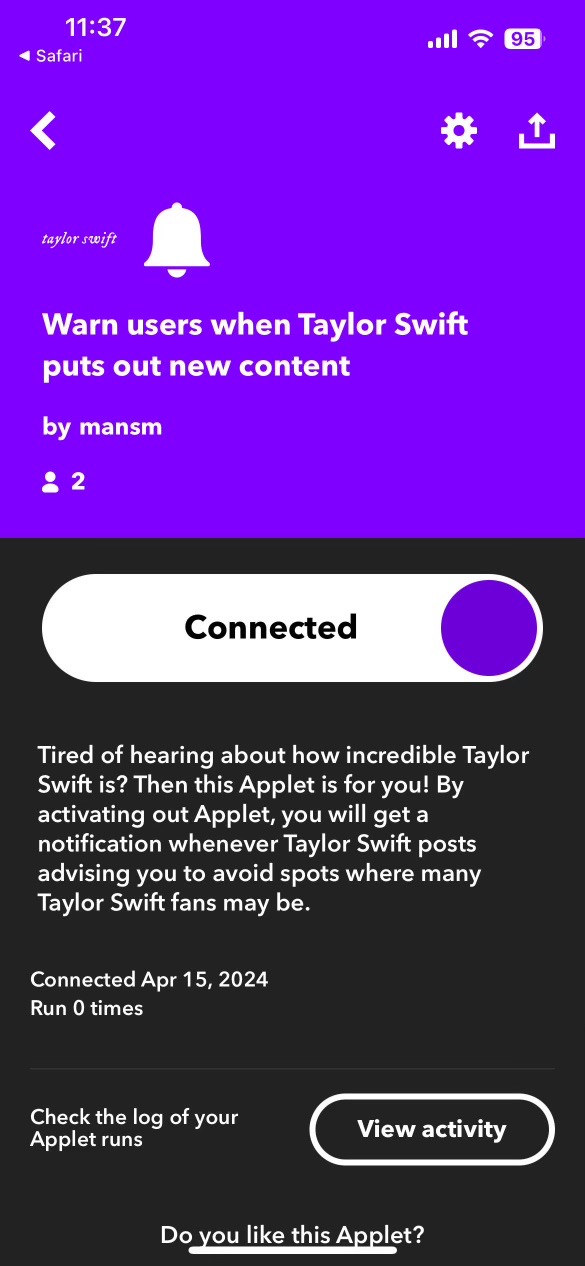 11:37
Safari
95
taylor swift
Warn users when Taylor Swift
puts out new content
by mansm
2
Connected
Tired of hearing about how incredible Taylor
Swift is? Then this Applet is for you! By
activating out Applet, you will get a
notification whenever Taylor Swift posts
advising you to avoid spots where many
Taylor Swift fans may be.
Connected Apr 15, 2024
Run 0 times
Check the log of your
Applet runs
View activity
Do you like this Applet?